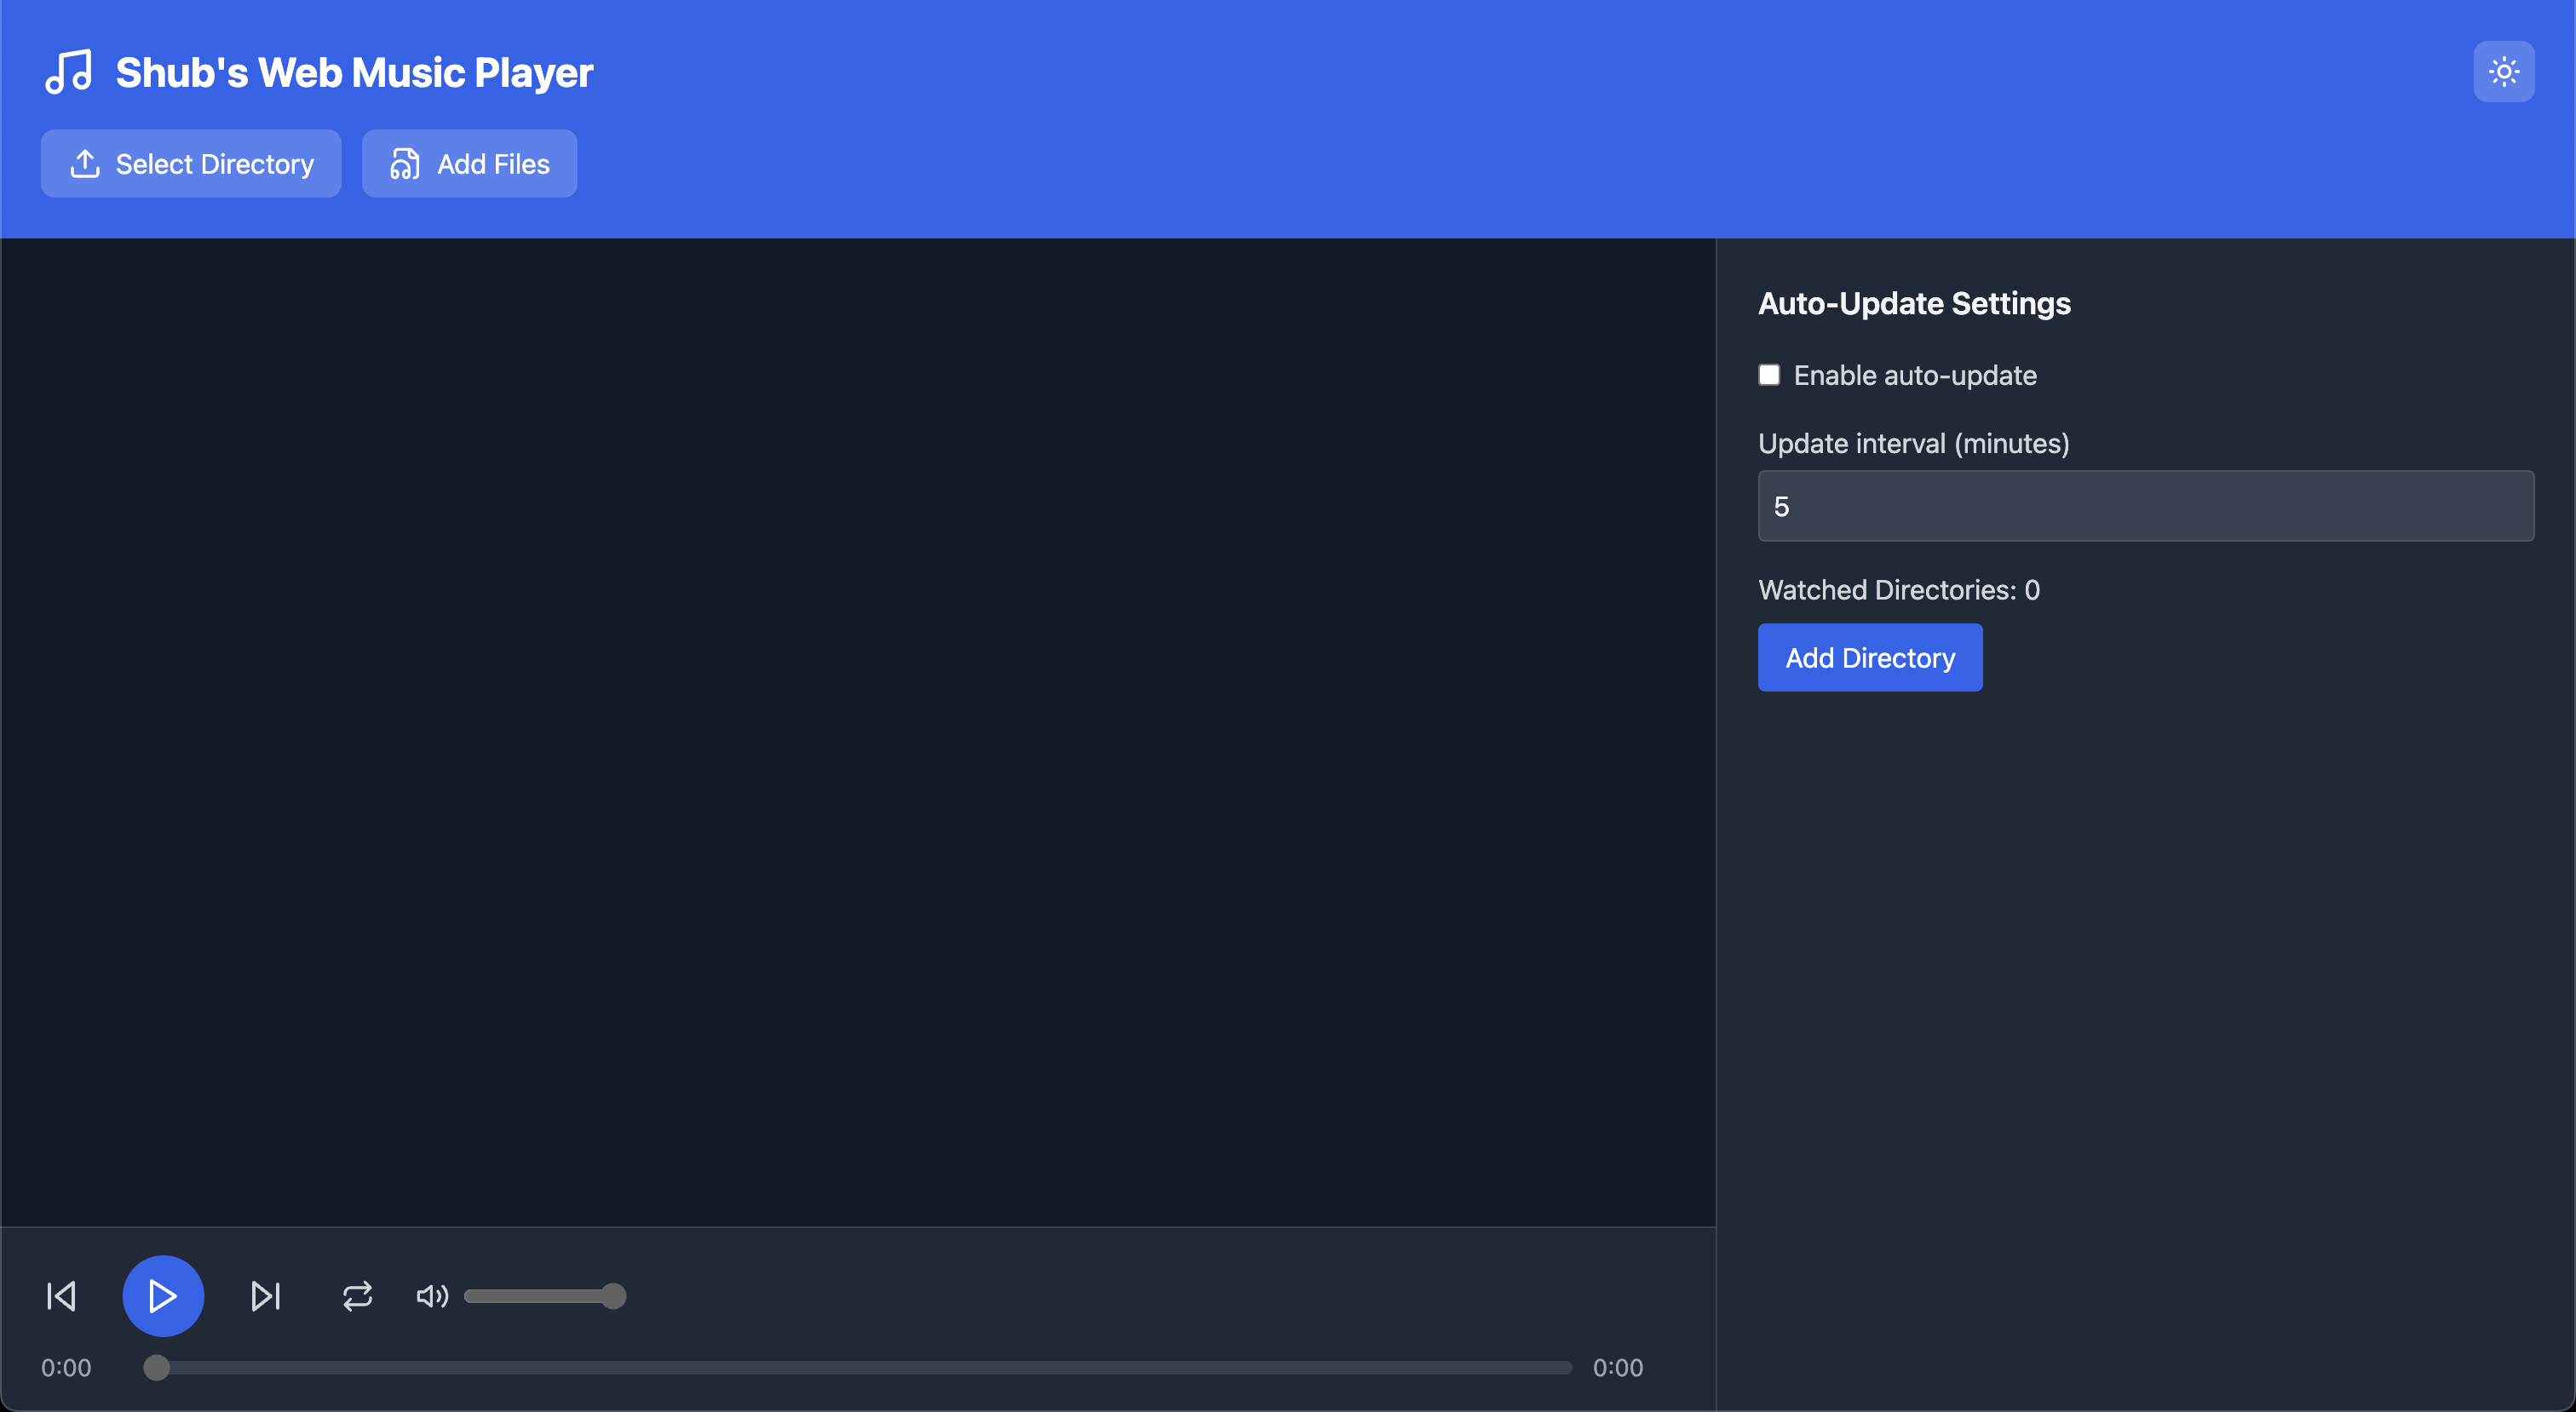 Shub's Web Music Player
Select Directory
Add Files
Auto-Update Settings
Enable auto-update
Update interval (minutes)
5
Watched Directories: 0
Add Directory
0:00
0:00